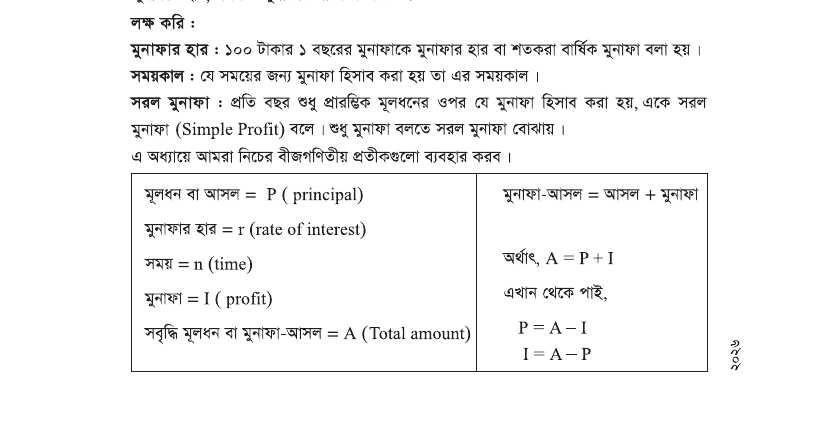 লক্ষ করি :
মুনাফার হার : ১০০ টাকার ১ বছরের মুনাফাকে মুনাফার হার বা শতকরা বার্ষিক মুনাফা বলা হয় ।
সময়কাল : যে সময়ের জন্য মুনাফা হিসাব করা হয় তা এর সময়কাল ।
সরল মুনাফা : প্রতি বছর শুধু প্রারম্ভিক মূলধনের ওপর যে মুনাফা হিসাব করা হয়, একে সরল
মুনাফা (Simple Profit) বলে । শুধু মুনাফা বলতে সরল মুনাফা বোঝায় ।
এ অধ্যায়ে আমরা নিচের বীজগণিতীয় প্রতীকগুলো ব্যবহার করব ।
মূলধন বা আসল = P ( principal)
মুনাফার হার = r (rate of interest)
সময় = n (time)
মুনাফা = I ( profit)
সবৃদ্ধি মূলধন বা মুনাফা-আসল = A (Total amount)
মুনাফা-আসল = আসল + মুনাফা
অর্থাৎ, A = P + I
এখান থেকে পাই,
P = A – I
I = A – P
২০২৬